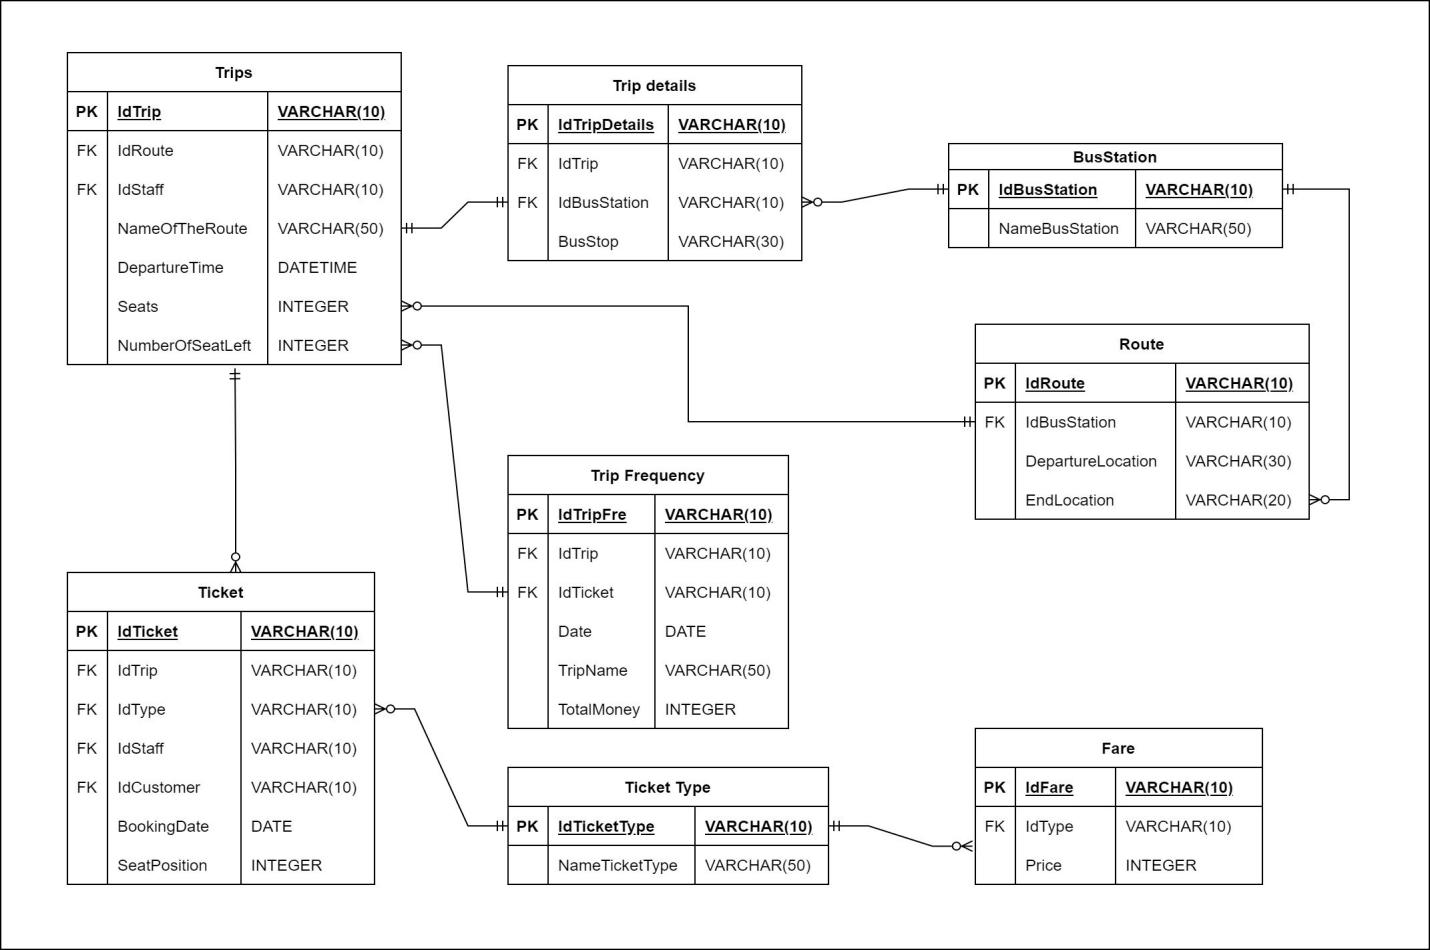 Trips
PK IdTrip VARCHAR(10)
FK IdRoute VARCHAR(10)
FK IdStaff VARCHAR(10)
NameOfTheRoute VARCHAR(50)
DepartureTime DATETIME
Seats INTEGER
NumberOfSeatLeft INTEGER
Trip details
PK IdTripDetails VARCHAR(10)
FK IdTrip VARCHAR(10)
FK IdBusStation VARCHAR(10)
BusStop VARCHAR(30)
BusStation
PK IdBusStation VARCHAR(10)
NameBusStation VARCHAR(50)
Route
PK IdRoute VARCHAR(10)
FK IdBusStation VARCHAR(10)
DepartureLocation VARCHAR(30)
EndLocation VARCHAR(20)
Trip Frequency
PK IdTripFre VARCHAR(10)
FK IdTrip VARCHAR(10)
FK IdTicket VARCHAR(10)
Date DATE
TripName VARCHAR(50)
TotalMoney INTEGER
Ticket
PK IdTicket VARCHAR(10)
FK IdTrip VARCHAR(10)
FK IdType VARCHAR(10)
FK IdStaff VARCHAR(10)
FK IdCustomer VARCHAR(10)
BookingDate DATE
SeatPosition INTEGER
Ticket Type
PK IdTicketType VARCHAR(10)
NameTicketType VARCHAR(50)
Fare
PK IdFare VARCHAR(10)
FK IdType VARCHAR(10)
Price INTEGER